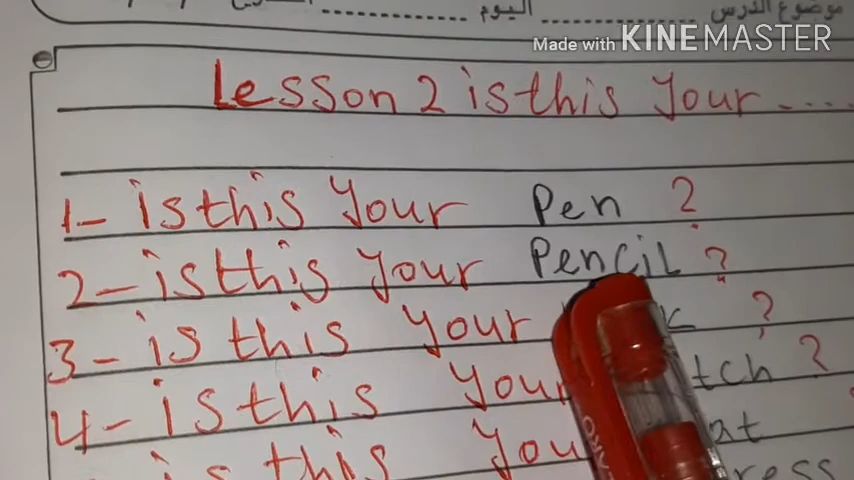 موضوع الدرس ............ اليوم ............
Made with KINEMASTER
Lesson 2 is this your ....
1- is this your Pen ?
2- is this your Pencil ?
3- is this your ?
4- is this your ?
is this